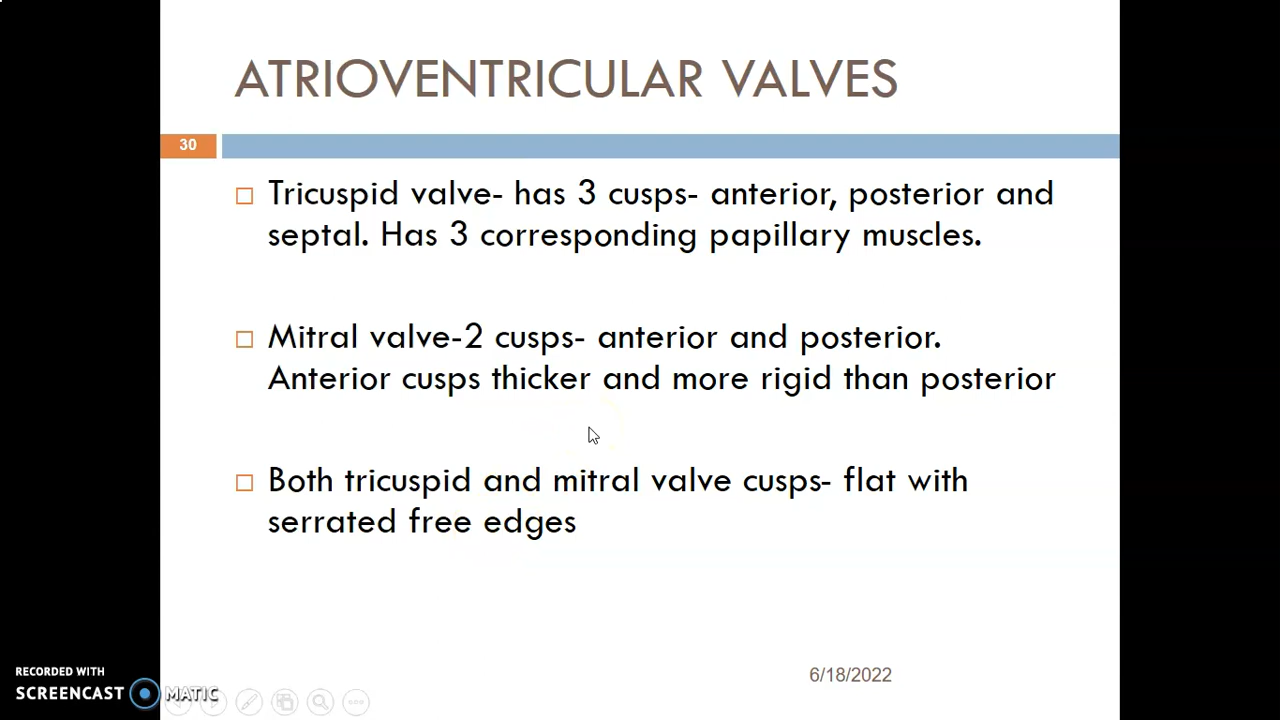 ATRIOVENTRICULAR VALVES
30
Tricuspid valve- has 3 cusps- anterior, posterior and
septal. Has 3 corresponding papillary muscles.
Mitral valve-2 cusps- anterior and posterior.
Anterior cusps thicker and more rigid than posterior
Both tricuspid and mitral valve cusps- flat with
serrated free edges
6/18/2022
RECORDED WITH
SCREENCAST MATIC